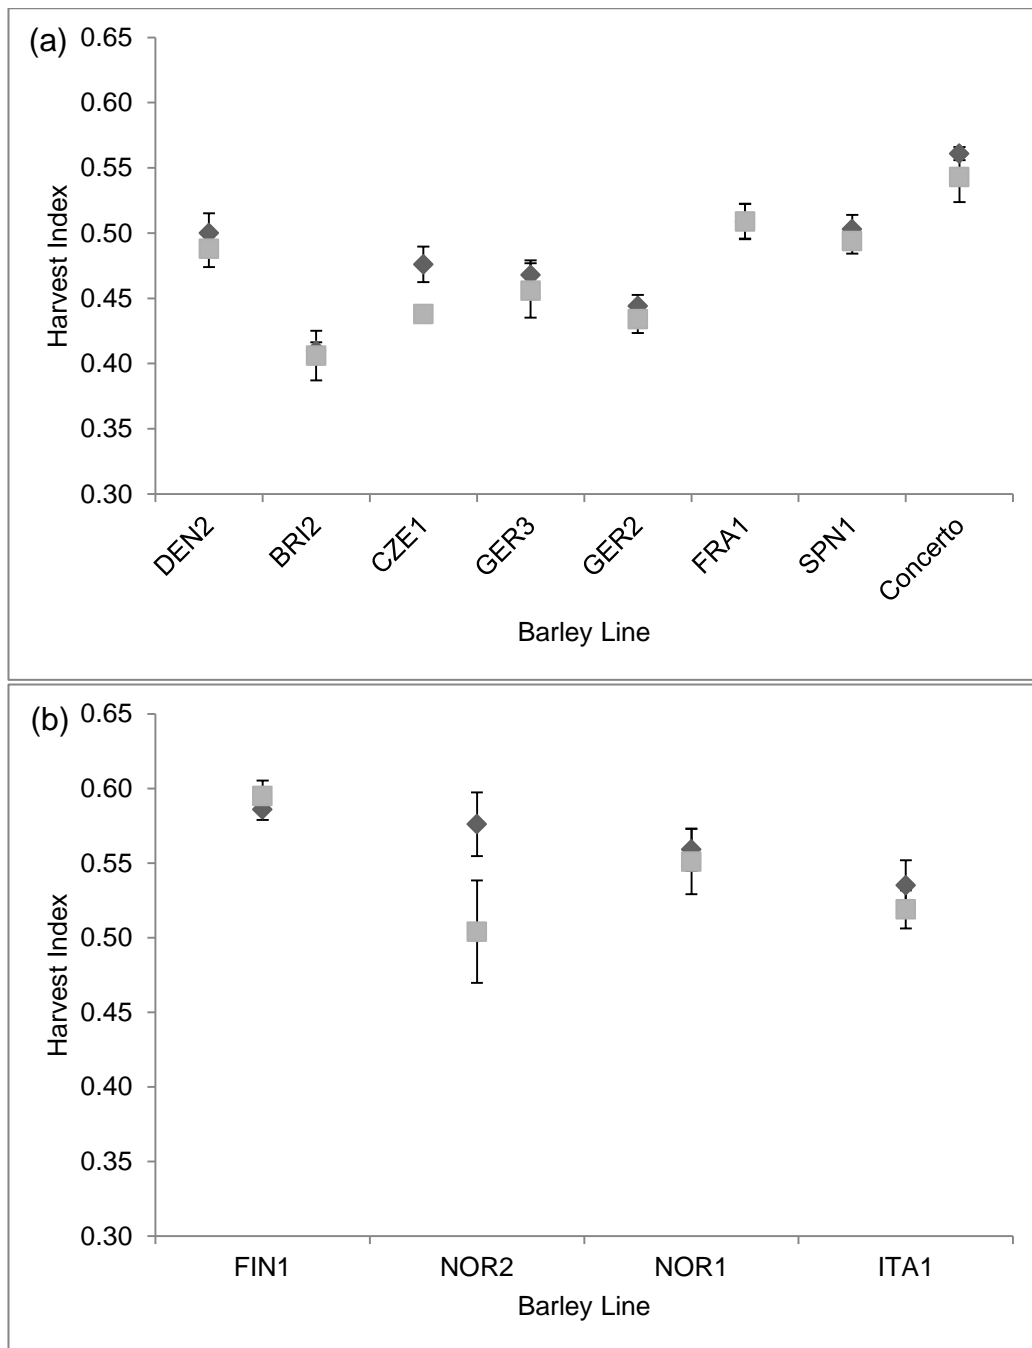 (a)
0.65
0.60
0.55
0.50
0.45
0.40
0.35
0.30
Harvest Index
DEN2 BRI2 CZE1 GER3 GER2 FRA1 SPN1 Concerto
Barley Line
(b)
0.65
0.60
0.55
0.50
0.45
0.40
0.35
0.30
Harvest Index
FIN1 NOR2 NOR1 ITA1
Barley Line